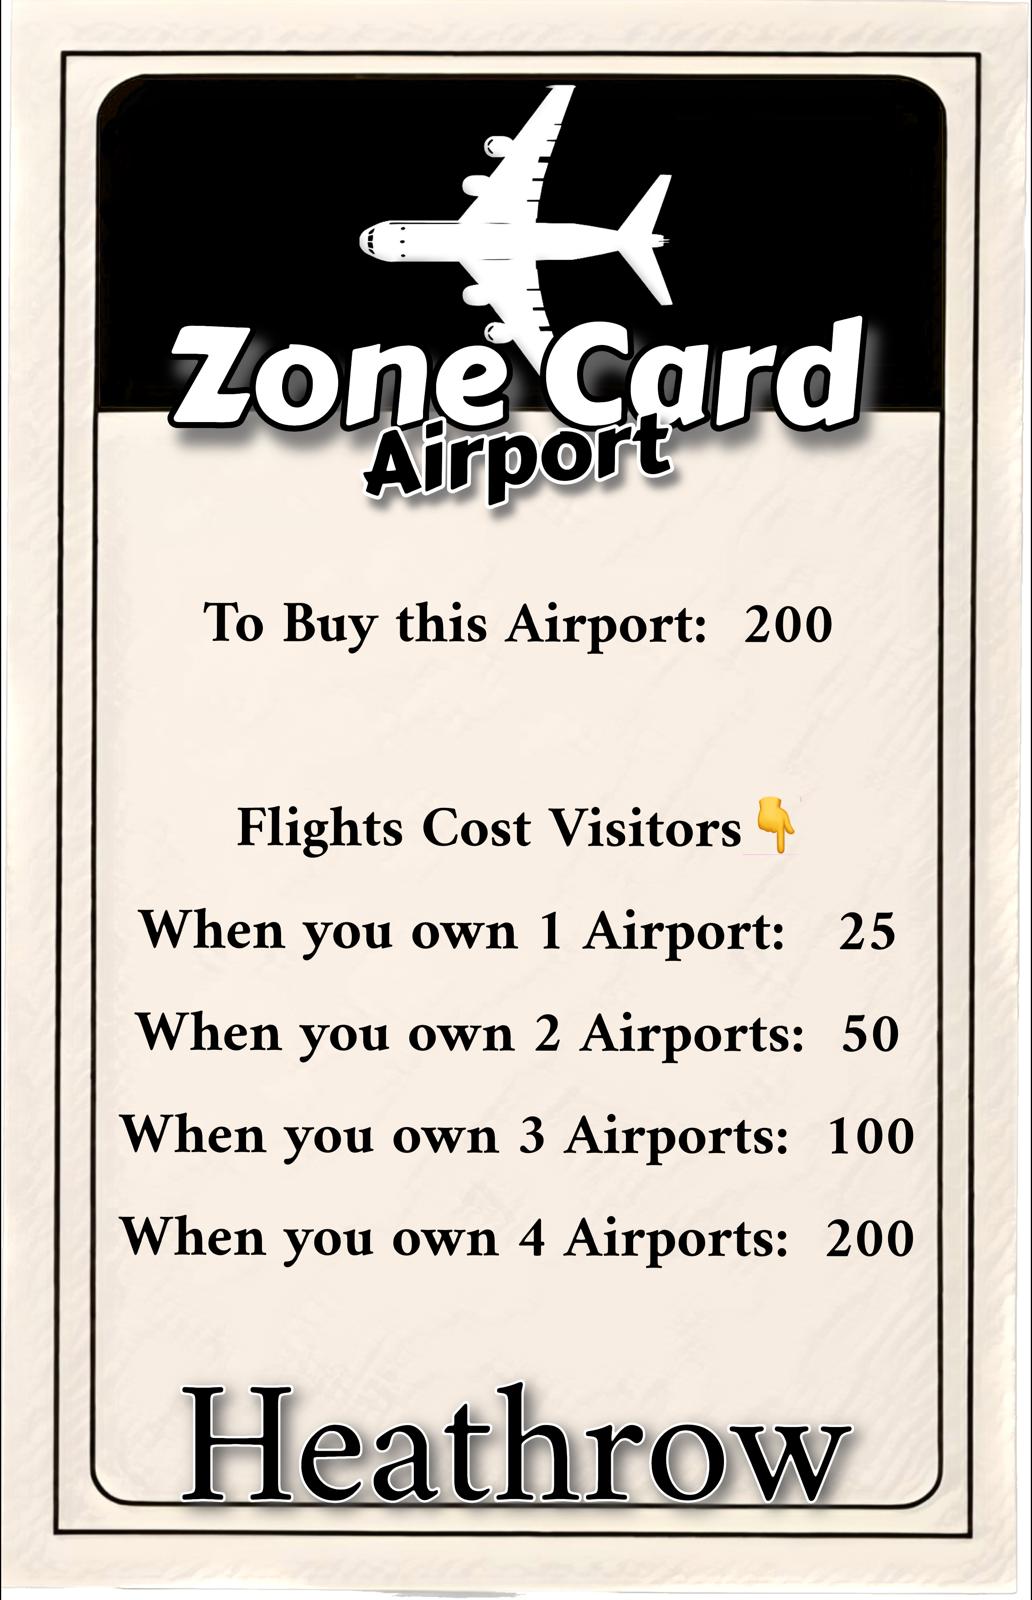 Zone Card
Airport
To Buy this Airport: 200
Flights Cost Visitors👇
When you own 1 Airport: 25
When you own 2 Airports: 50
When you own 3 Airports: 100
When you own 4 Airports: 200
Heathrow